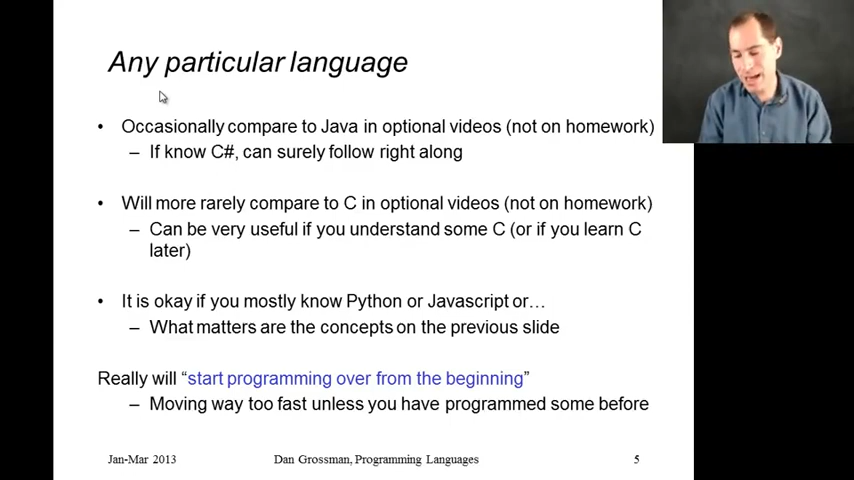 Any particular language
• Occasionally compare to Java in optional videos (not on homework)
– If know C#, can surely follow right along
• Will more rarely compare to C in optional videos (not on homework)
– Can be very useful if you understand some C (or if you learn C
later)
• It is okay if you mostly know Python or Javascript or…
– What matters are the concepts on the previous slide
Really will “start programming over from the beginning”
– Moving way too fast unless you have programmed some before
Jan-Mar 2013 Dan Grossman, Programming Languages 5